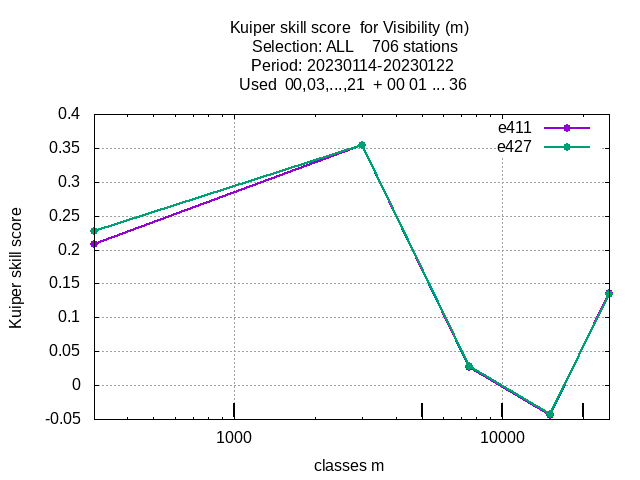 Kuiper skill score  for Visibility (m)
Selection: ALL    706 stations
Period: 20230114-20230122
Used  00,03,...,21  + 00 01 ... 36
e411
e427
0.4
0.35
0.3
0.25
0.2
0.15
0.1
0.05
0
-0.05
Kuiper skill score
1000
10000
classes m